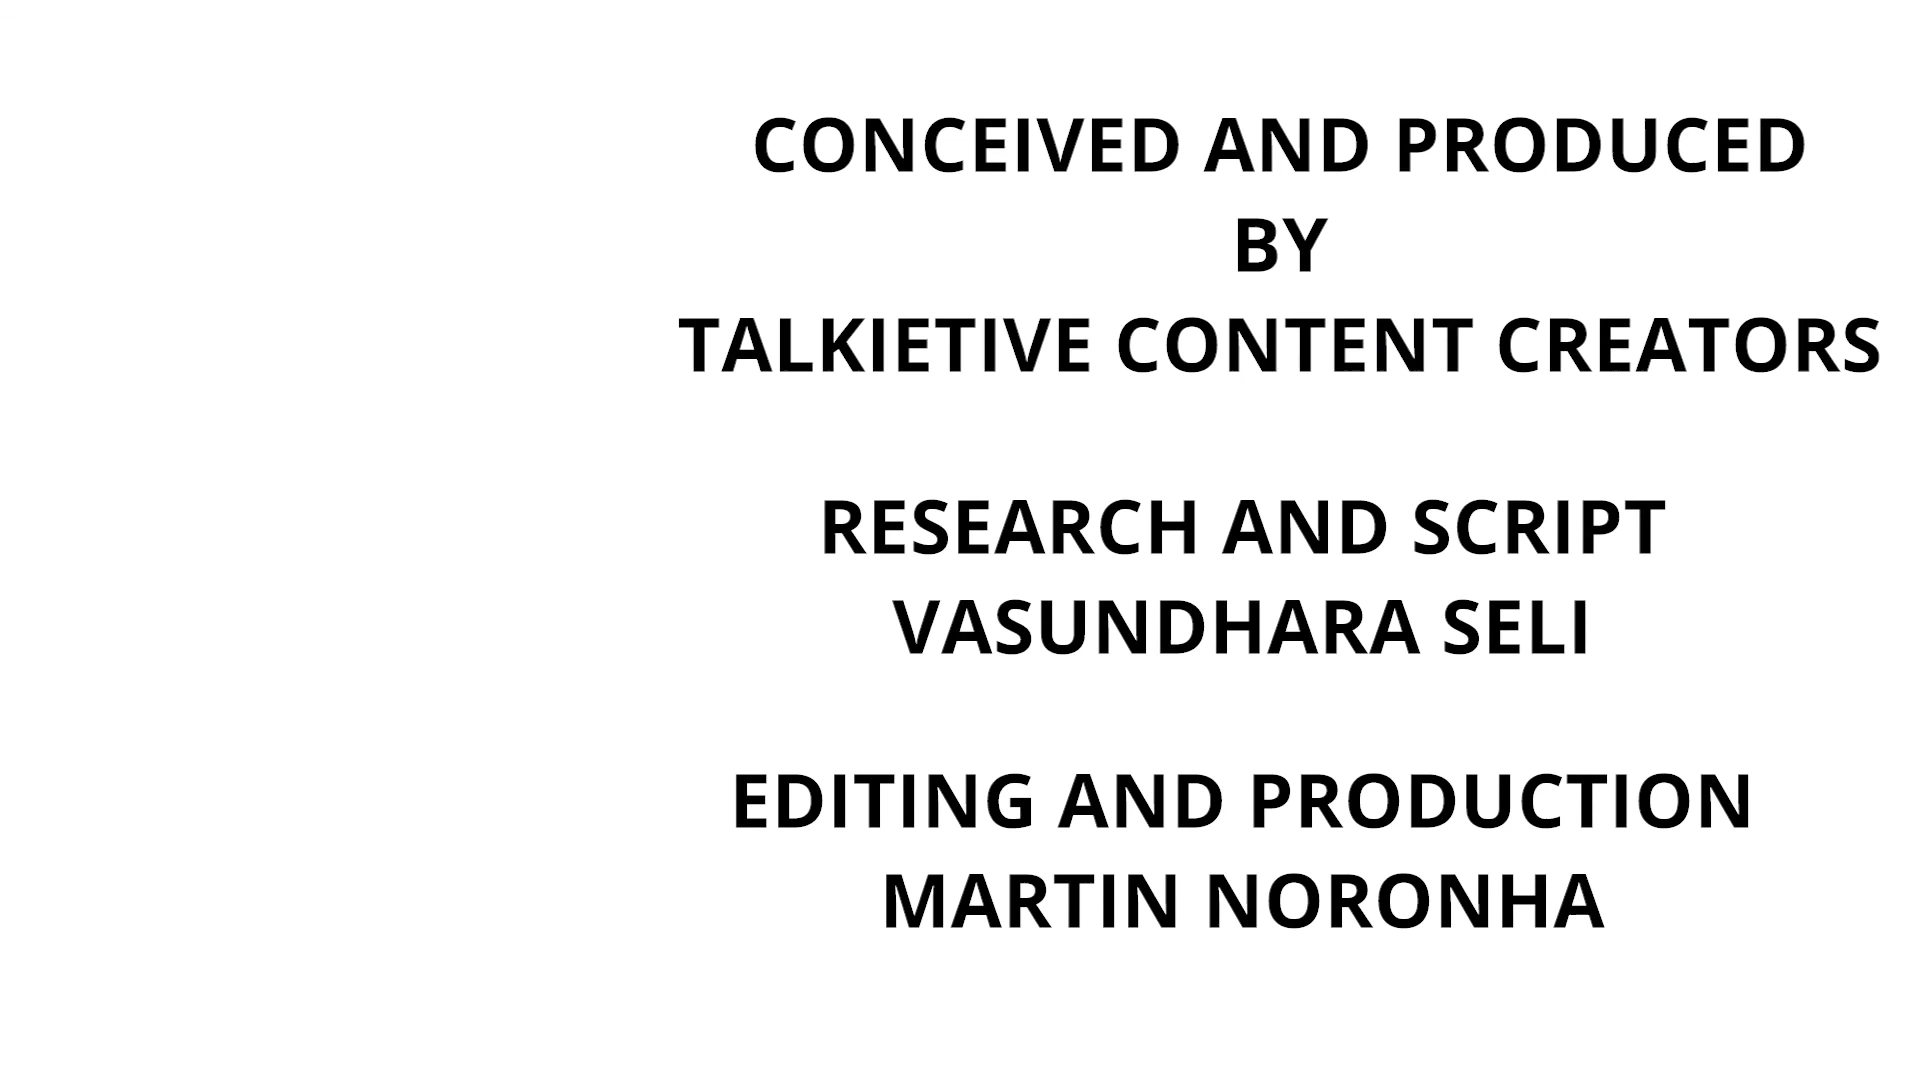 CONCEIVED AND PRODUCED
BY
TALKIETIVE CONTENT CREATORS
RESEARCH AND SCRIPT
VASUNDHARA SELI
EDITING AND PRODUCTION
MARTIN NORONHA